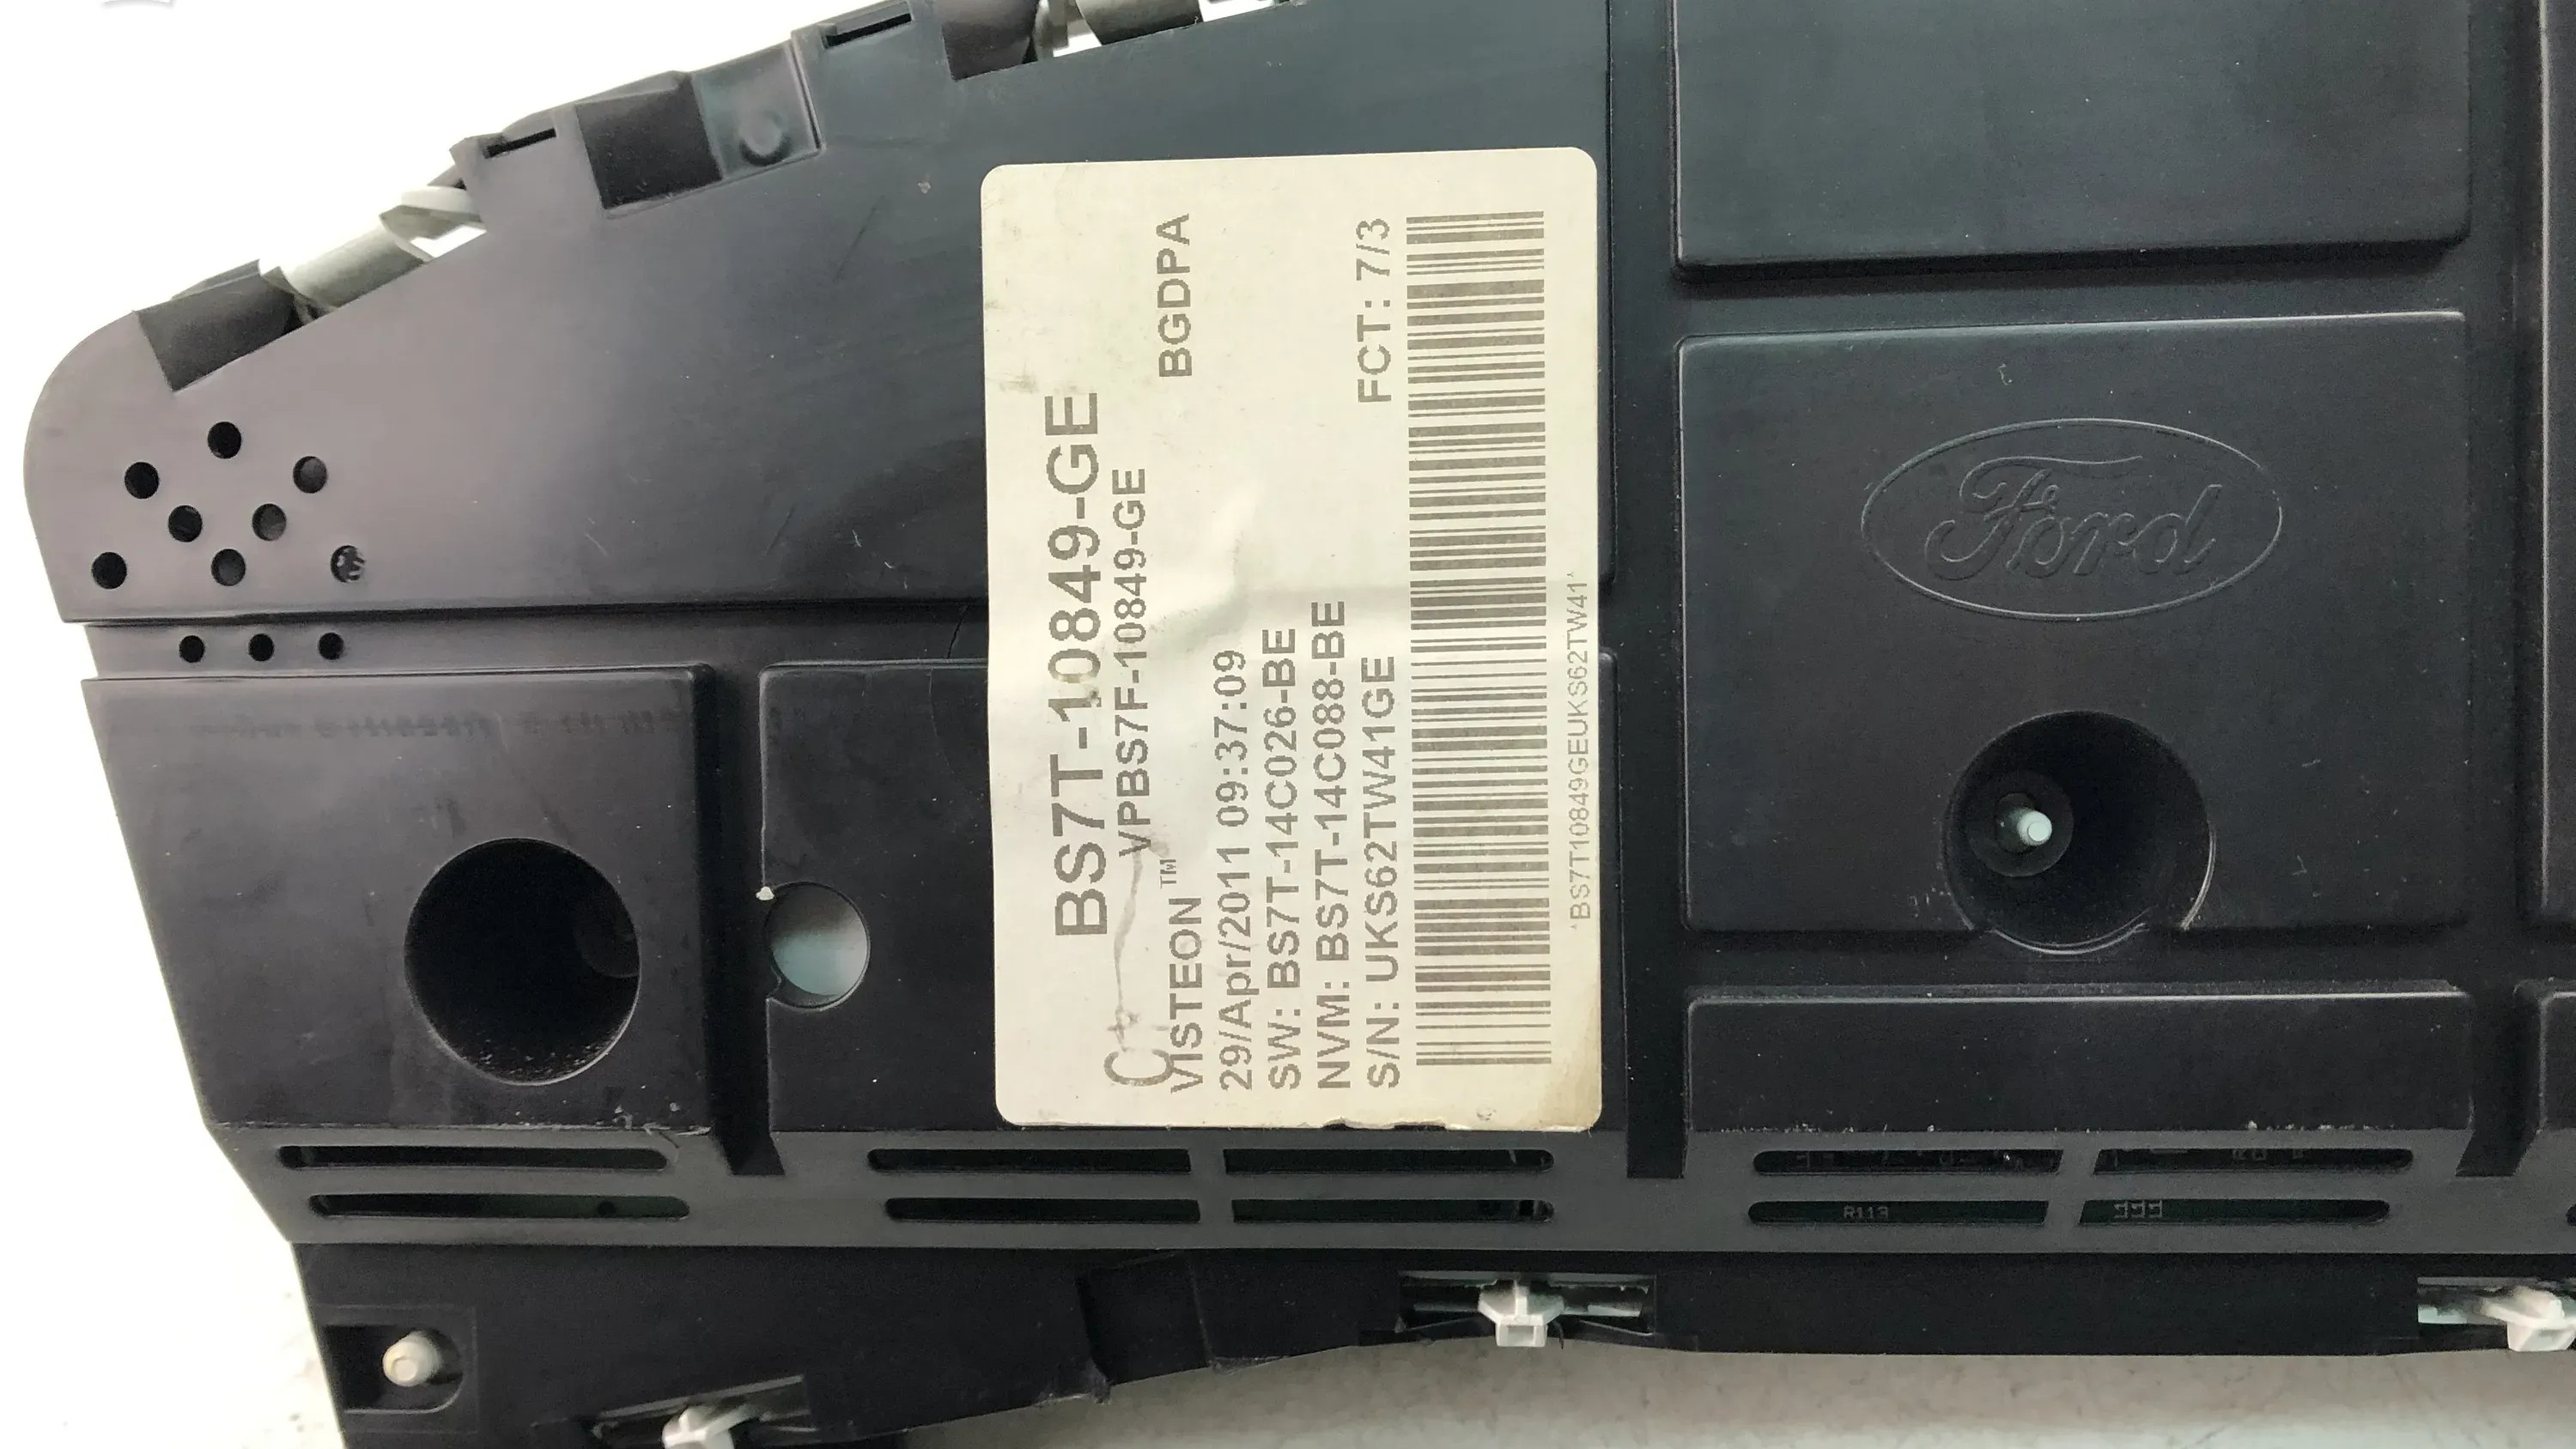 BS7T-10849-GE
VPBS7F-10849-GE
C+
VISTEON™ BGDPA
29/Apr/2011 09:37:09
SW: BS7T-14C026-BE
NVM: BS7T-14C088-BE
S/N: UKS62TW41GE FCT: 7/3
*BS7T10849GEUKS62TW41*
Ford
R113